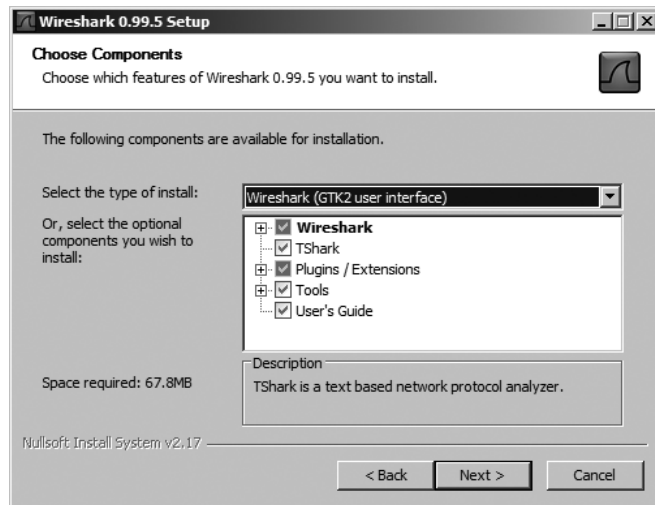 Wireshark 0.99.5 Setup
Choose Components
Choose which features of Wireshark 0.99.5 you want to install.
The following components are available for installation.
Select the type of install:
Wireshark (GTK2 user interface)
Or, select the optional
components you wish to
install:
Wireshark
TShark
Plugins / Extensions
Tools
User's Guide
Space required: 67.8MB
Description
TShark is a text based network protocol analyzer.
Nullsoft Install System v2.17
< Back
Next >
Cancel